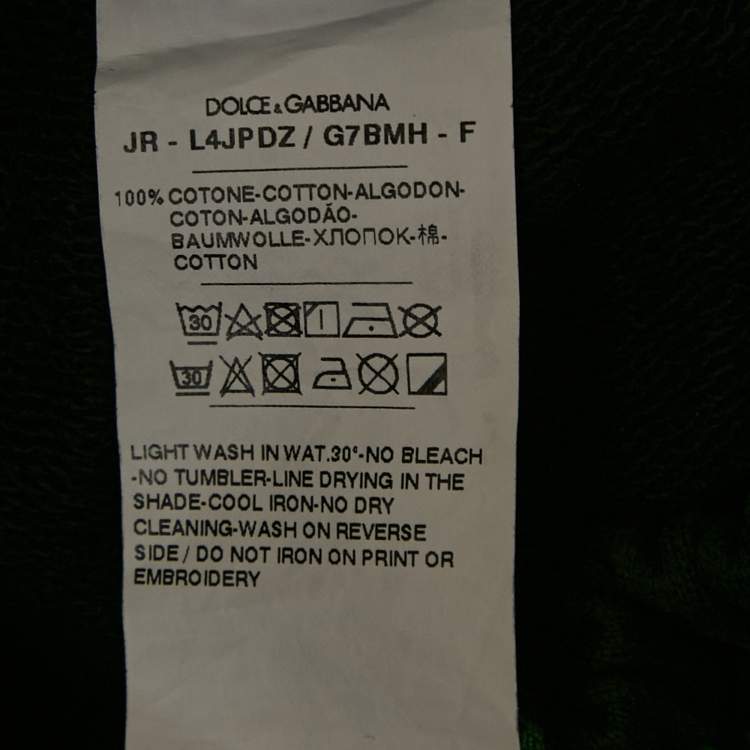 DOLCE & GABBANA
JR - L4JPDZ / G7BMH - F
100% COTONE-COTTON-ALGODON-
COTON-ALGODÃO-
BAUMWOLLE-ХЛОПОК-棉-
COTTON
30
30
LIGHT WASH IN WAT.30°-NO BLEACH
-NO TUMBLER-LINE DRYING IN THE
SHADE-COOL IRON-NO DRY
CLEANING-WASH ON REVERSE
SIDE / DO NOT IRON ON PRINT OR
EMBROIDERY